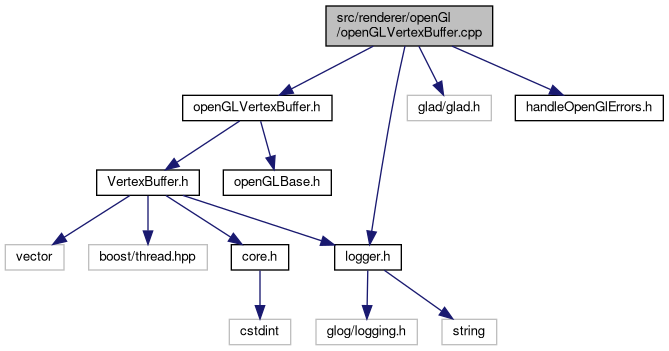 src/renderer/openGl
/openGLVertexBuffer.cpp
openGLVertexBuffer.h
glad/glad.h
handleOpenGlErrors.h
VertexBuffer.h
openGLBase.h
vector
boost/thread.hpp
core.h
logger.h
cstdint
glog/logging.h
string